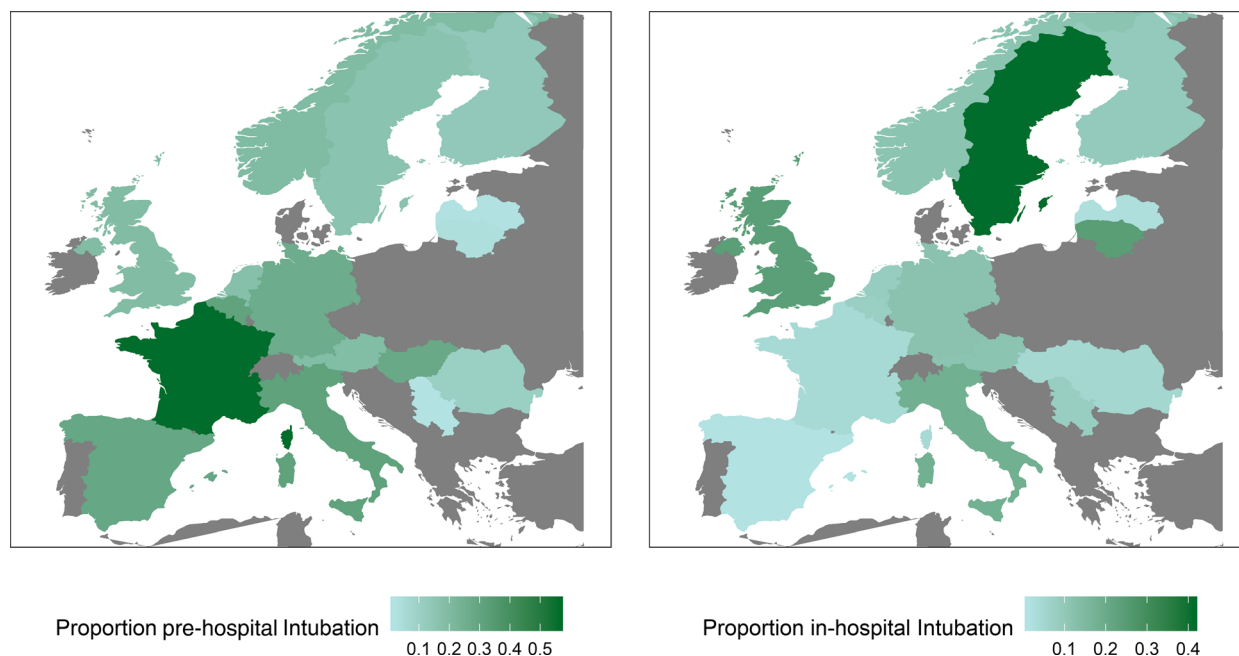 Proportion pre-hospital Intubation
0.1 0.2 0.3 0.4 0.5
Proportion in-hospital Intubation
0.1 0.2 0.3 0.4